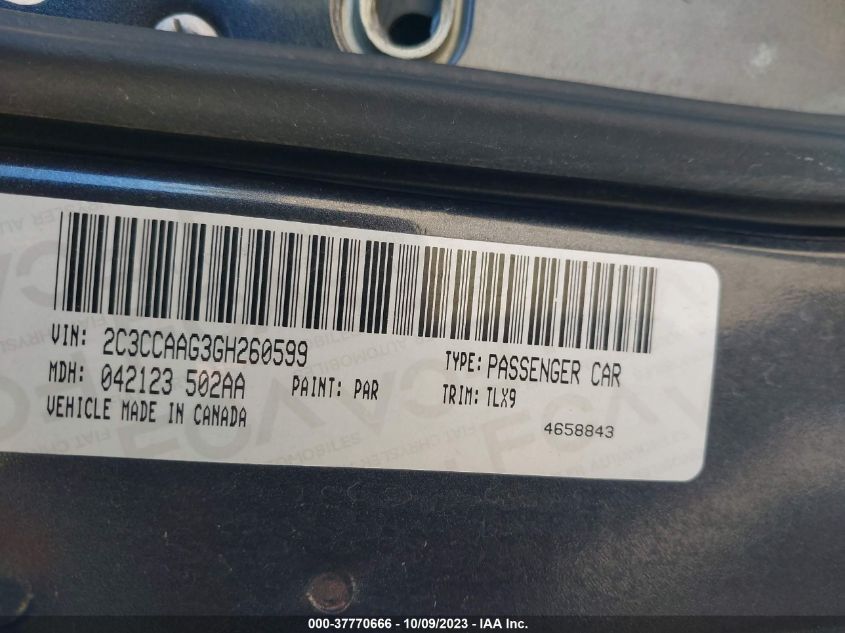 VIN: 2C3CCAAG3GH260599
TYPE: PASSENGER CAR
MDH: 042123 502AA PAINT: PAR TRIM: TLX9
VEHICLE MADE IN CANADA
4658843
000-37770666 - 10/09/2023 - IAA Inc.